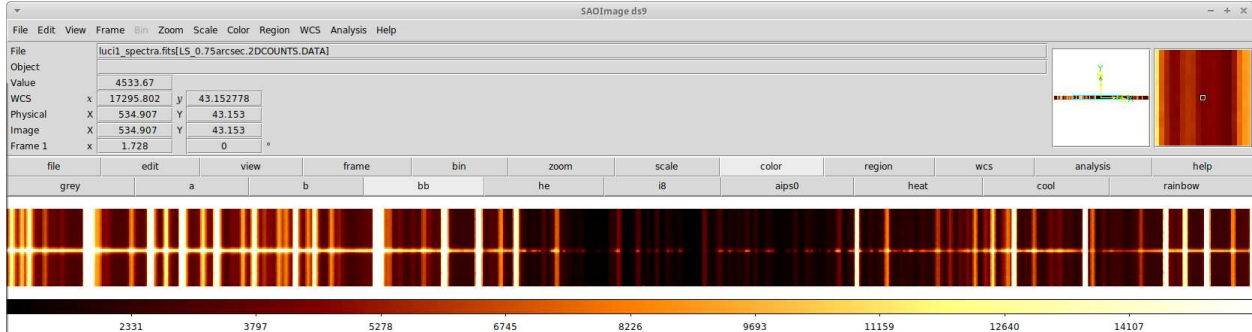 SAOImage ds9
File Edit View Frame Bin Zoom Scale Color Region WCS Analysis Help
File luci1_spectra.fits[LS_0.75arcsec.2DCOUNTS.DATA]
Object
Value 4533.67
WCS x 17295.802 y 43.152778
Physical X 534.907 Y 43.153
Image X 534.907 Y 43.153
Frame 1 x 1.728 0 °
file edit view frame bin zoom scale color region wcs analysis help
grey a b bb he i8 aips0 heat cool rainbow
2331 3797 5278 6745 8226 9693 11159 12640 14107